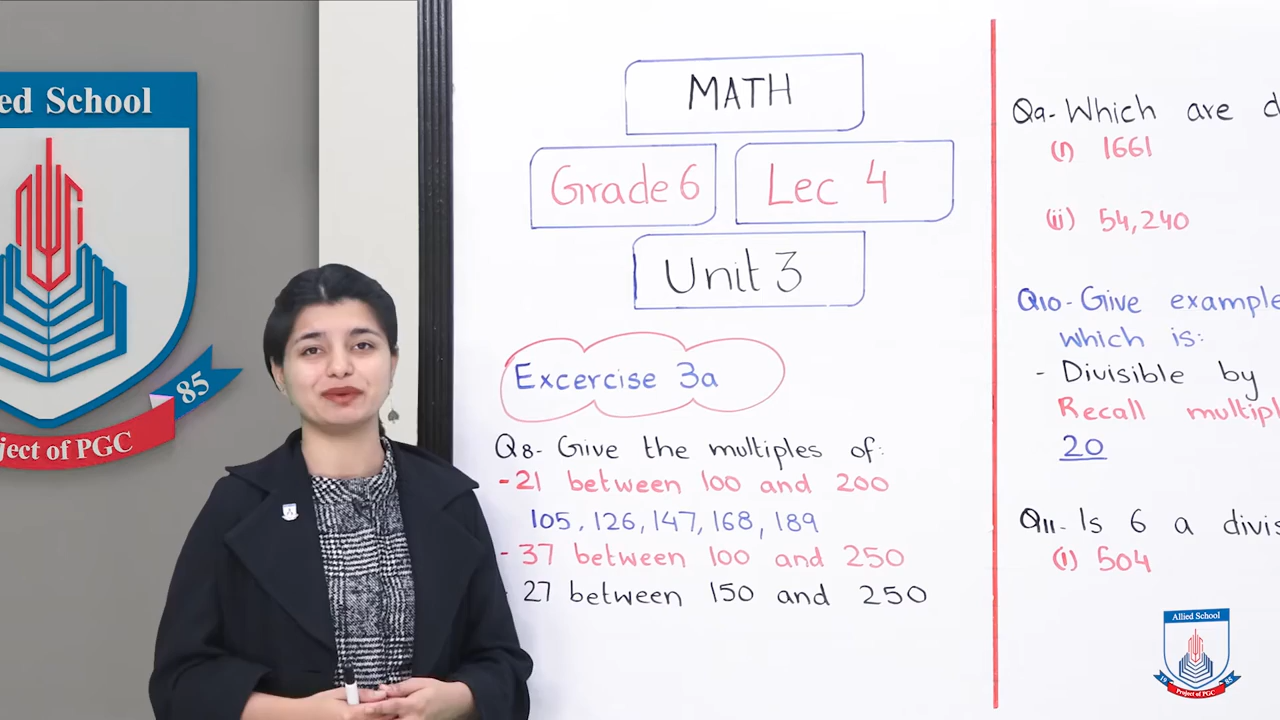 ed School
85
ject of PGC
MATH
Grade 6
Lec 4
Unit 3
Excercise 3a
Q8- Give the multiples of:
-21 between 100 and 200
105, 126, 147, 168, 189
- 37 between 100 and 250
- 27 between 150 and 250
Q9- Which are d
(i) 1661
(ii) 54,240
Q10- Give example
which is:
- Divisible by
Recall multipl
20
Q11- Is 6 a divis
(i) 504
Allied School
19 85
Project of PGC